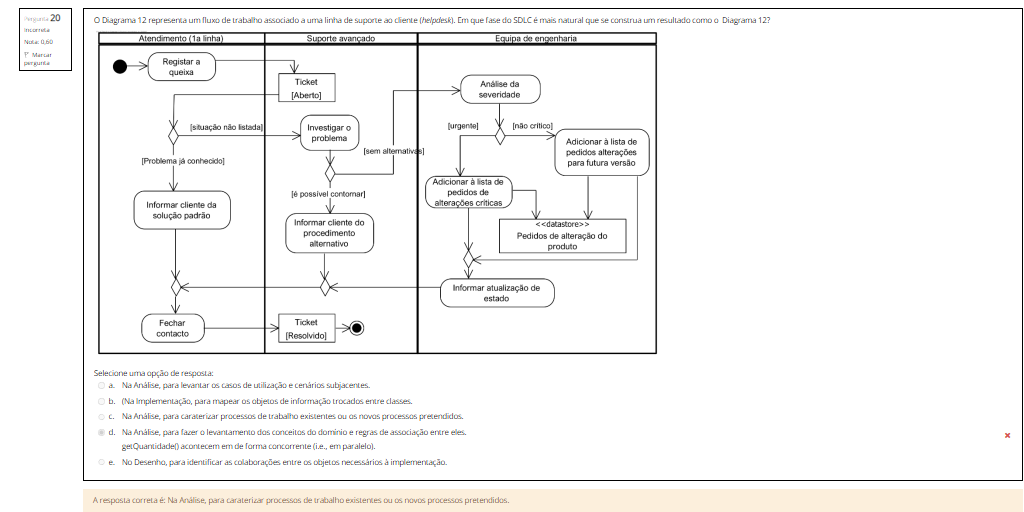 Pergunta 20
Incorreta
Nota: 0,60
Marcar
pergunta
O Diagrama 12 representa um fluxo de trabalho associado a uma linha de suporte ao cliente (helpdesk). Em que fase do SDLC é mais natural que se construa um resultado como o Diagrama 12?
Atendimento (1a linha)
Suporte avançado
Equipa de engenharia
Registar a
queixa
Ticket
[Aberto]
Análise da
severidade
[situação não listada]
Investigar o
problema
[urgente]
[não crítico]
[sem alternativas]
Adicionar à lista de
pedidos alterações
para futura versão
[Problema já conhecido]
[é possível contornar]
Adicionar à lista de
pedidos de
alterações críticas
Informar cliente da
solução padrão
Informar cliente do
procedimento
alternativo
<<datastore>>
Pedidos de alteração do
produto
Informar atualização de
estado
Fechar
contacto
Ticket
[Resolvido]
Selecione uma opção de resposta:
a. Na Análise, para levantar os casos de utilização e cenários subjacentes.
b. (Na Implementação, para mapear os objetos de informação trocados entre classes.
c. Na Análise, para caraterizar processos de trabalho existentes ou os novos processos pretendidos.
d. Na Análise, para fazer o levantamento dos conceitos do domínio e regras de associação entre eles.
getQuantidade() acontecem em de forma concorrente (i.e., em paralelo).
e. No Desenho, para identificar as colaborações entre os objetos necessários à implementação.
A resposta correta é: Na Análise, para caraterizar processos de trabalho existentes ou os novos processos pretendidos.